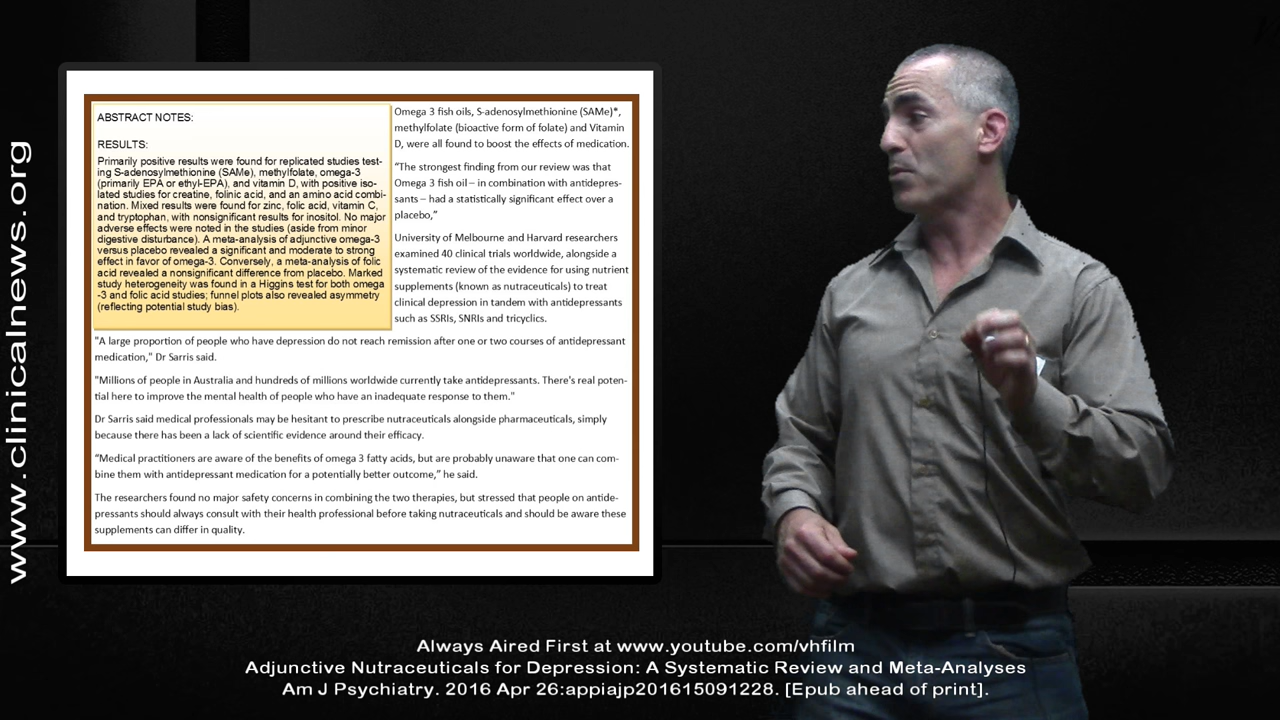 www.clinicalnews.org
ABSTRACT NOTES:
RESULTS:
Primarily positive results were found for replicated studies test-
ing S-adenosylmethionine (SAMe), methylfolate, omega-3
(primarily EPA or ethyl-EPA), and vitamin D, with positive iso-
lated studies for creatine, folinic acid, and an amino acid combi-
nation. Mixed results were found for zinc, folic acid, vitamin C,
and tryptophan, with nonsignificant results for inositol. No major
adverse effects were noted in the studies (aside from minor
digestive disturbance). A meta-analysis of adjunctive omega-3
versus placebo revealed a significant and moderate to strong
effect in favor of omega-3. Conversely, a meta-analysis of folic
acid revealed a nonsignificant difference from placebo. Marked
study heterogeneity was found in a Higgins test for both omega
-3 and folic acid studies; funnel plots also revealed asymmetry
(reflecting potential study bias).
Omega 3 fish oils, S-adenosylmethionine (SAMe)*,
methylfolate (bioactive form of folate) and Vitamin
D, were all found to boost the effects of medication.
“The strongest finding from our review was that
Omega 3 fish oil – in combination with antidepres-
sants – had a statistically significant effect over a
placebo,”
University of Melbourne and Harvard researchers
examined 40 clinical trials worldwide, alongside a
systematic review of the evidence for using nutrient
supplements (known as nutraceuticals) to treat
clinical depression in tandem with antidepressants
such as SSRIs, SNRIs and tricyclics.
"A large proportion of people who have depression do not reach remission after one or two courses of antidepressant
medication," Dr Sarris said.
"Millions of people in Australia and hundreds of millions worldwide currently take antidepressants. There's real poten-
tial here to improve the mental health of people who have an inadequate response to them."
Dr Sarris said medical professionals may be hesitant to prescribe nutraceuticals alongside pharmaceuticals, simply
because there has been a lack of scientific evidence around their efficacy.
“Medical practitioners are aware of the benefits of omega 3 fatty acids, but are probably unaware that one can com-
bine them with antidepressant medication for a potentially better outcome,” he said.
The researchers found no major safety concerns in combining the two therapies, but stressed that people on antide-
pressants should always consult with their health professional before taking nutraceuticals and should be aware these
supplements can differ in quality.
Always Aired First at www.youtube.com/vhfilm
Adjunctive Nutraceuticals for Depression: A Systematic Review and Meta-Analyses
Am J Psychiatry. 2016 Apr 26:appiajp201615091228. [Epub ahead of print].